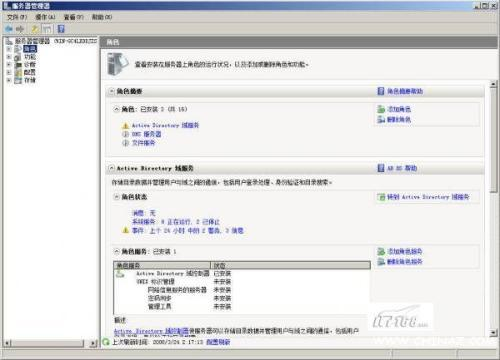 服务器管理器
文件(F) 操作(A) 查看(V) 帮助(H)
服务器管理器
角色
功能
诊断
配置
存储
角色
查看安装在服务器上角色的运行状况，以及添加或删除角色和功能。
角色摘要
角色摘要帮助
角色: 已安装 3 (共 16)
添加角色
删除角色
Active Directory 域服务
DNS 服务器
文件服务
Active Directory 域服务
AD DS 帮助
存储目录数据并管理用户与域之间的通信，包括用户登录处理、身份验证和目录搜索。
角色状态
转到 Active Directory 域服务
消息: 无
系统服务: 8 正在运行, 2 已停止
事件: 上个 24 小时 中的 2 警告, 3 信息
角色服务: 已安装 1
添加角色服务
删除角色服务
角色服务 状态
Active Directory 域控制器 已安装
UNIX 标识管理 未安装
网络信息服务的服务器 未安装
密码同步 未安装
管理工具 未安装
描述
Active Directory 域控制器使服务器可以存储目录数据并管理用户与域之间的通信，包括用户
上次刷新时间: 2008/3/24 2:17:13 配置刷新